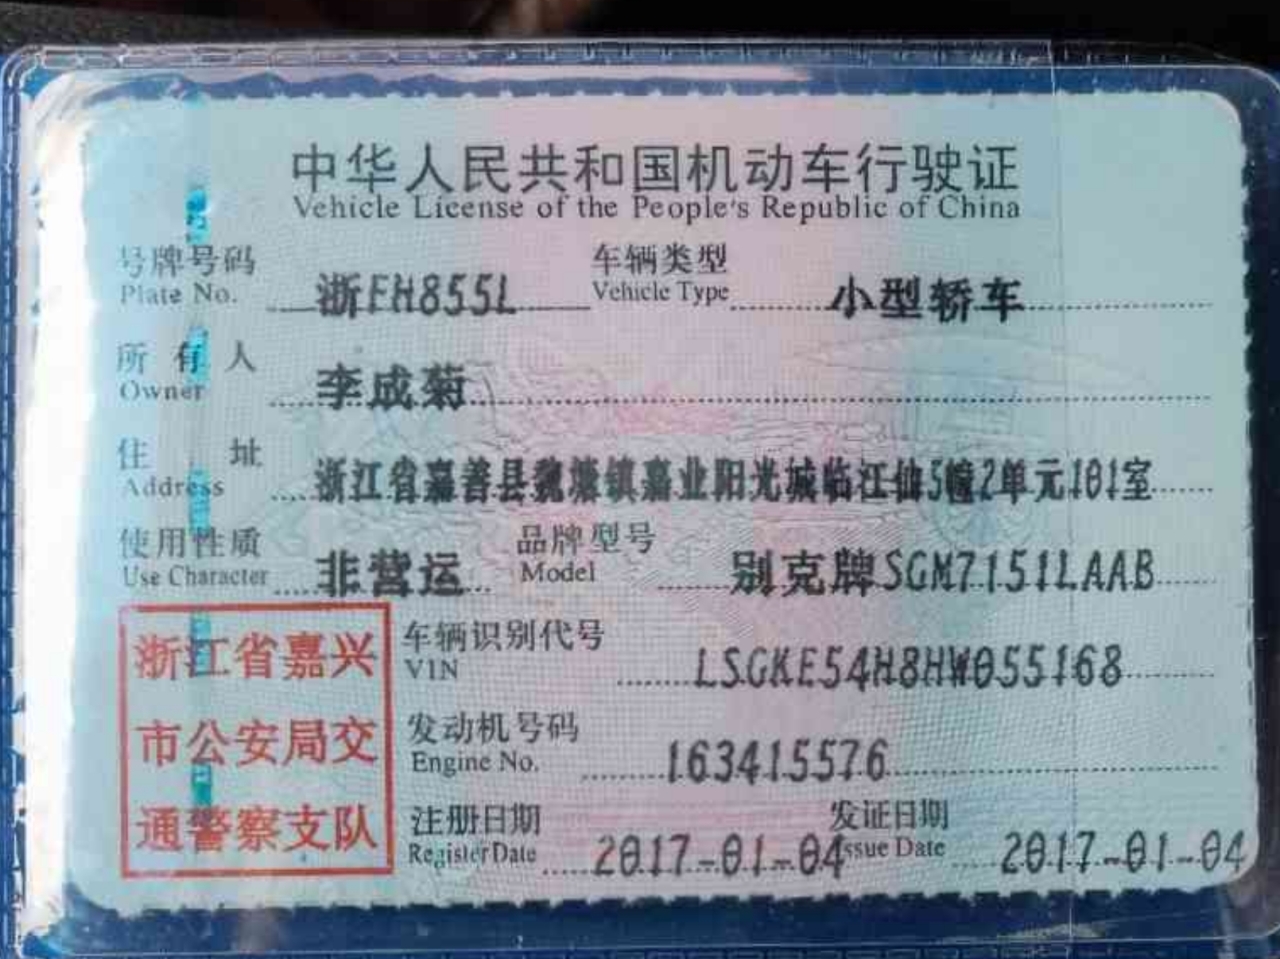 中华人民共和国机动车行驶证
Vehicle License of the People's Republic of China
号牌号码 浙FH855L 车辆类型 小型轿车
Plate No. Vehicle Type
所有人 李成菊
Owner
住址 浙江省嘉善县魏塘镇嘉业阳光城临江仙5幢2单元101室
Address
使用性质 非营运 品牌型号 别克牌SGM7151LAAB
Use Character Model
浙江省嘉兴
市公安局交
通警察支队
车辆识别代号 LSGKE54H8HW055168
VIN
发动机号码 163415576
Engine No.
注册日期 2017-01-04 发证日期 2017-01-04
Register Date Issue Date